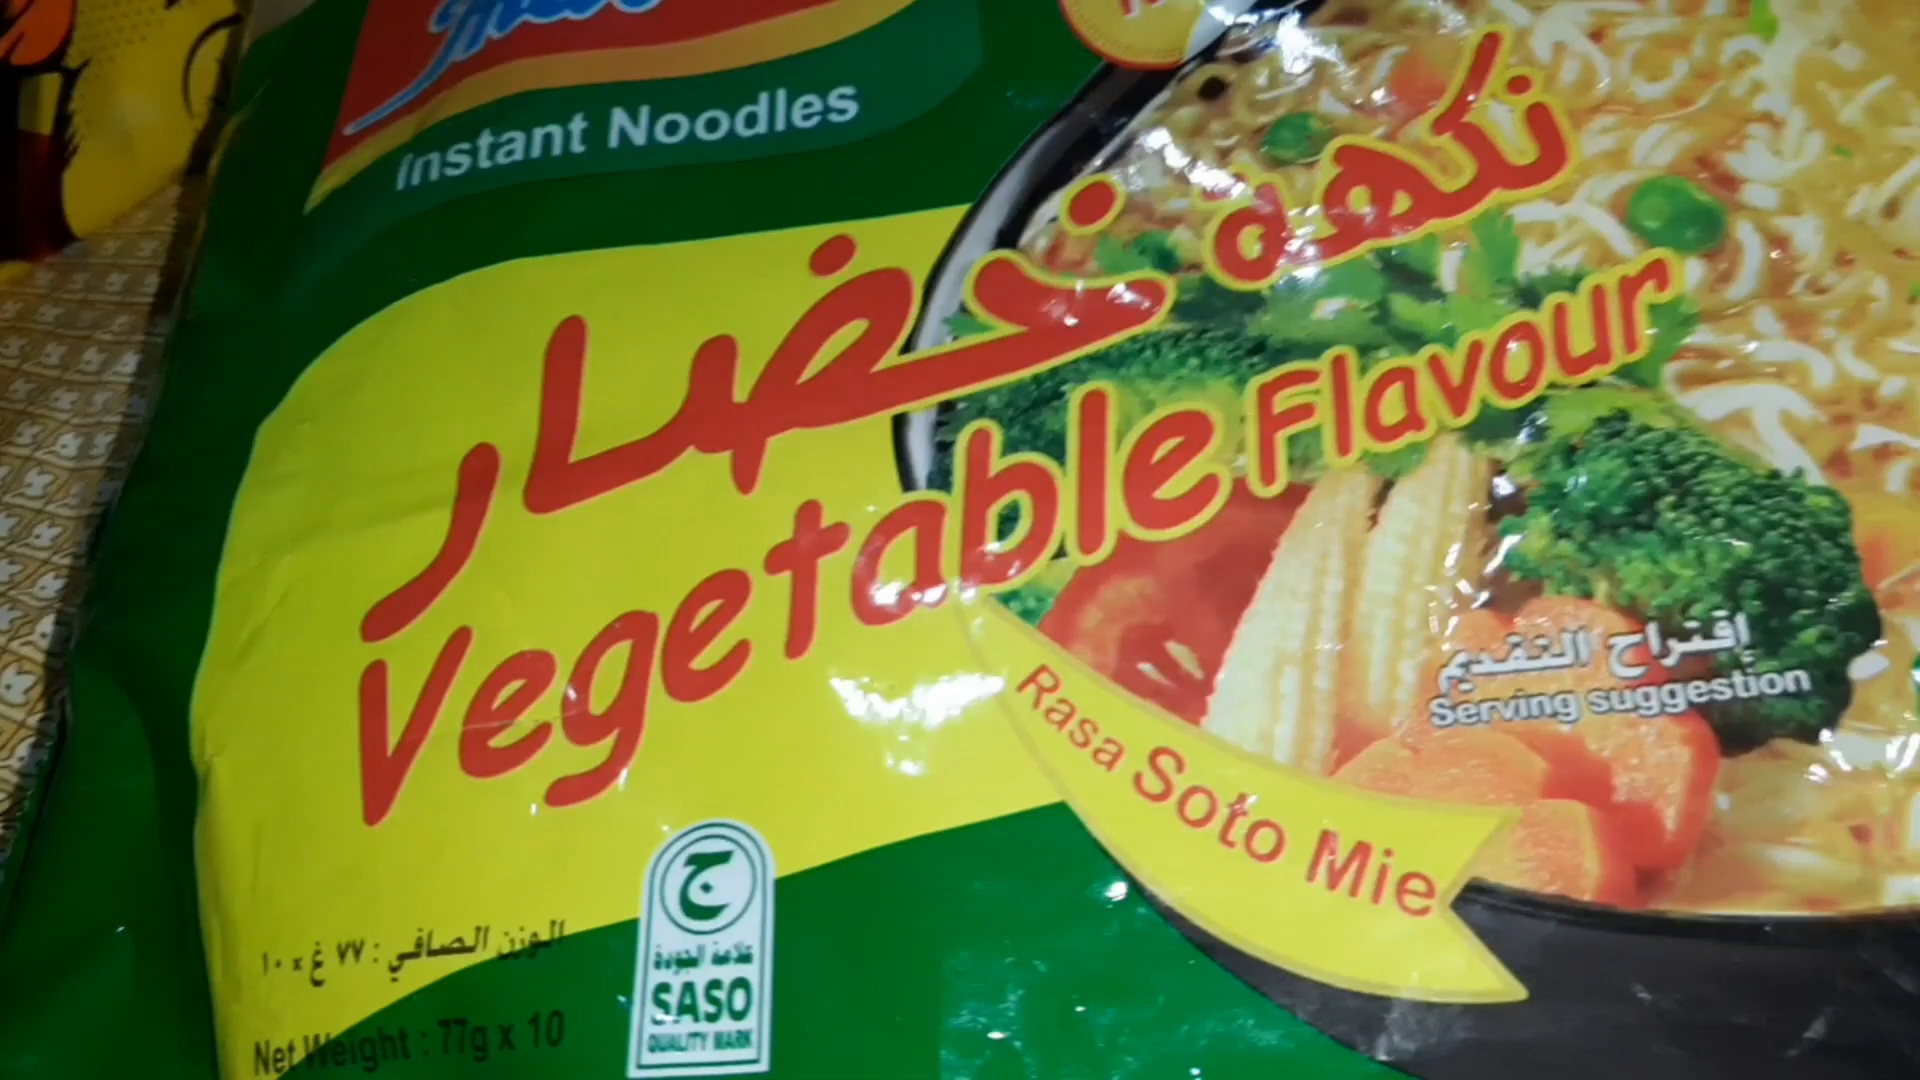 Instant Noodles
نكهة خضار
Vegetable Flavour
Rasa Soto Mie
إقتراح التقديم
Serving suggestion
ج
علامة الجودة
SASO
QUALITY MARK
الوزن الصافي : ٧٧ غ × ١٠
Net Weight : 77g x 10